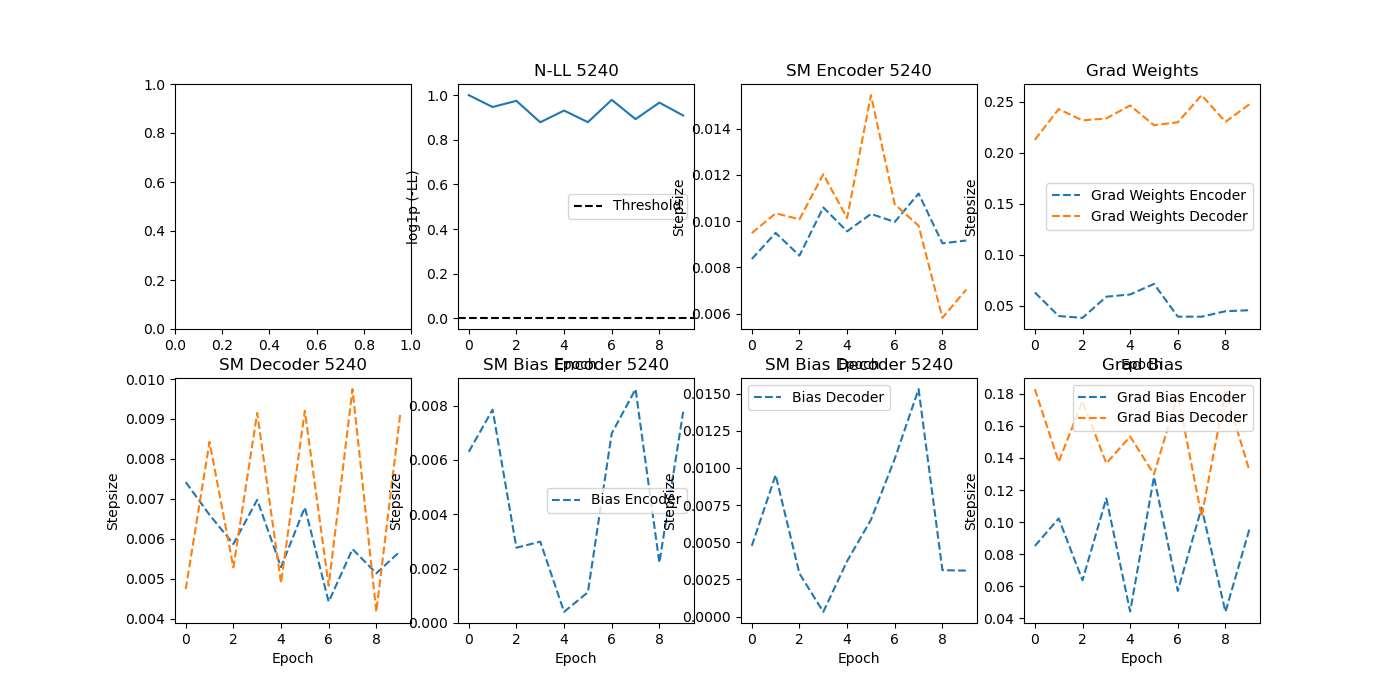 N-LL 5240
SM Encoder 5240
Grad Weights
1.0
0.8
0.6
0.4
0.2
0.0
0.0 0.2 0.4 0.6 0.8 1.0
log1p (-LL)
1.0
0.8
0.6
0.4
0.2
0.0
Threshold
0 2 4 6 8
Epoch
Stepsize
0.014
0.012
0.010
0.008
0.006
0 2 4 6 8
Epoch
Stepsize
0.25
0.20
0.15
0.10
0.05
Grad Weights Encoder
Grad Weights Decoder
0 2 4 6 8
Epoch
SM Decoder 5240
SM Bias Encoder 5240
SM Bias Decoder 5240
Grad Bias
Stepsize
0.010
0.009
0.008
0.007
0.006
0.005
0.004
0 2 4 6 8
Epoch
Stepsize
0.008
0.006
0.004
0.002
0.000
Bias Encoder
0 2 4 6 8
Epoch
Stepsize
0.0150
0.0125
0.0100
0.0075
0.0050
0.0025
0.0000
Bias Decoder
0 2 4 6 8
Epoch
Stepsize
0.18
0.16
0.14
0.12
0.10
0.08
0.06
0.04
Grad Bias Encoder
Grad Bias Decoder
0 2 4 6 8
Epoch